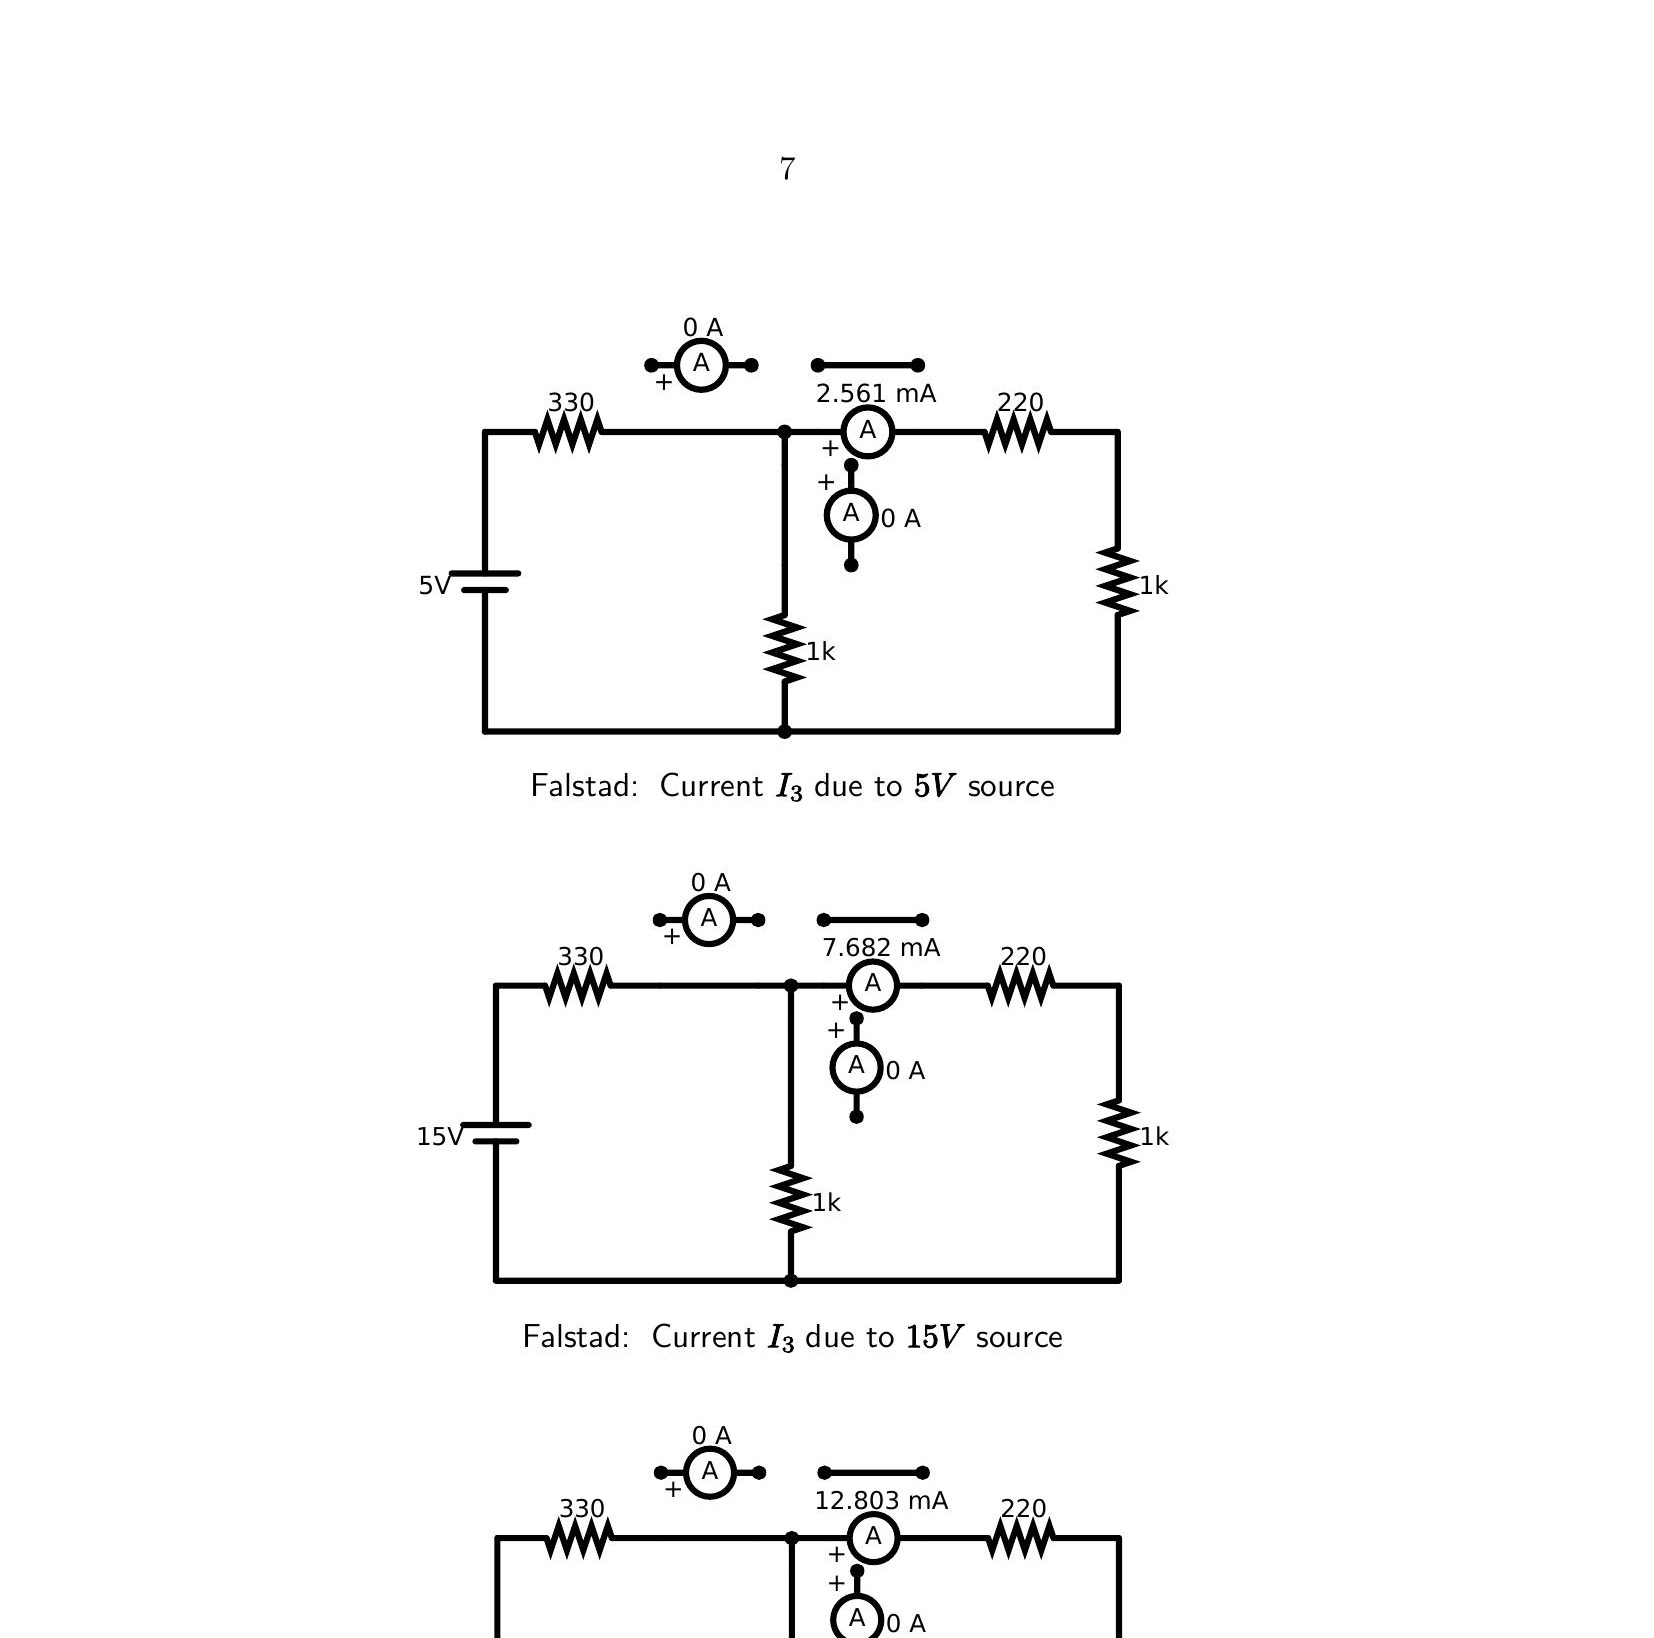 7
0 A
A
+
2.561 mA
330
A
220
+
+
A
0 A
5V
1k
1k
Falstad: Current I₃ due to 5V source
0 A
A
+
7.682 mA
330
A
220
+
+
A
0 A
15V
1k
1k
Falstad: Current I₃ due to 15V source
0 A
A
+
12.803 mA
330
A
220
+
+
A
0 A